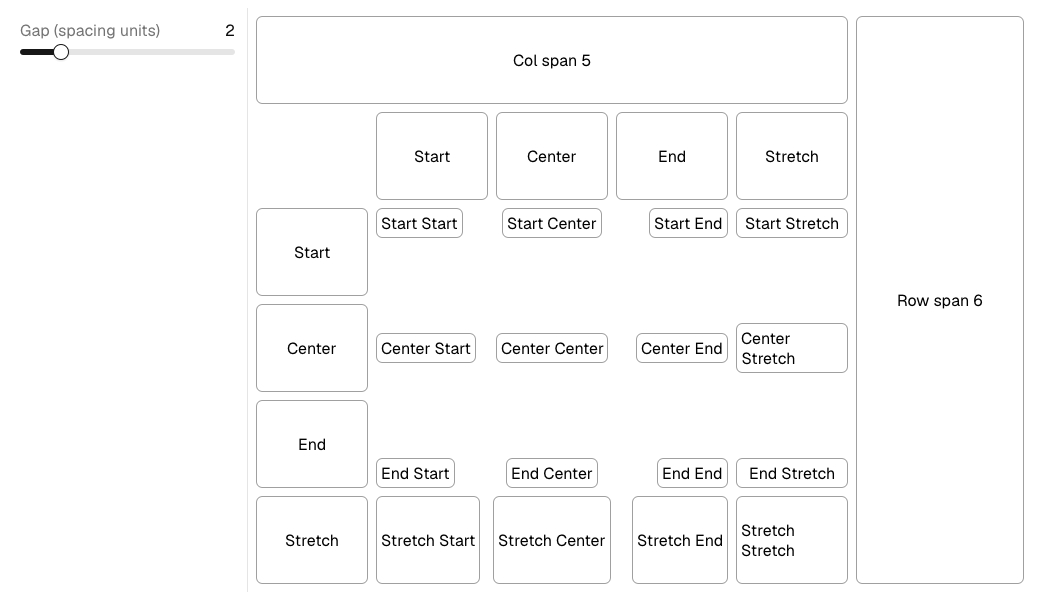 Gap (spacing units) 2
Col span 5
Start Center End Stretch
Start
Start Start Start Center Start End Start Stretch
Row span 6
Center
Center Start Center Center Center End Center
Stretch
End
End Start End Center End End End Stretch
Stretch Stretch Start Stretch Center Stretch End Stretch
Stretch